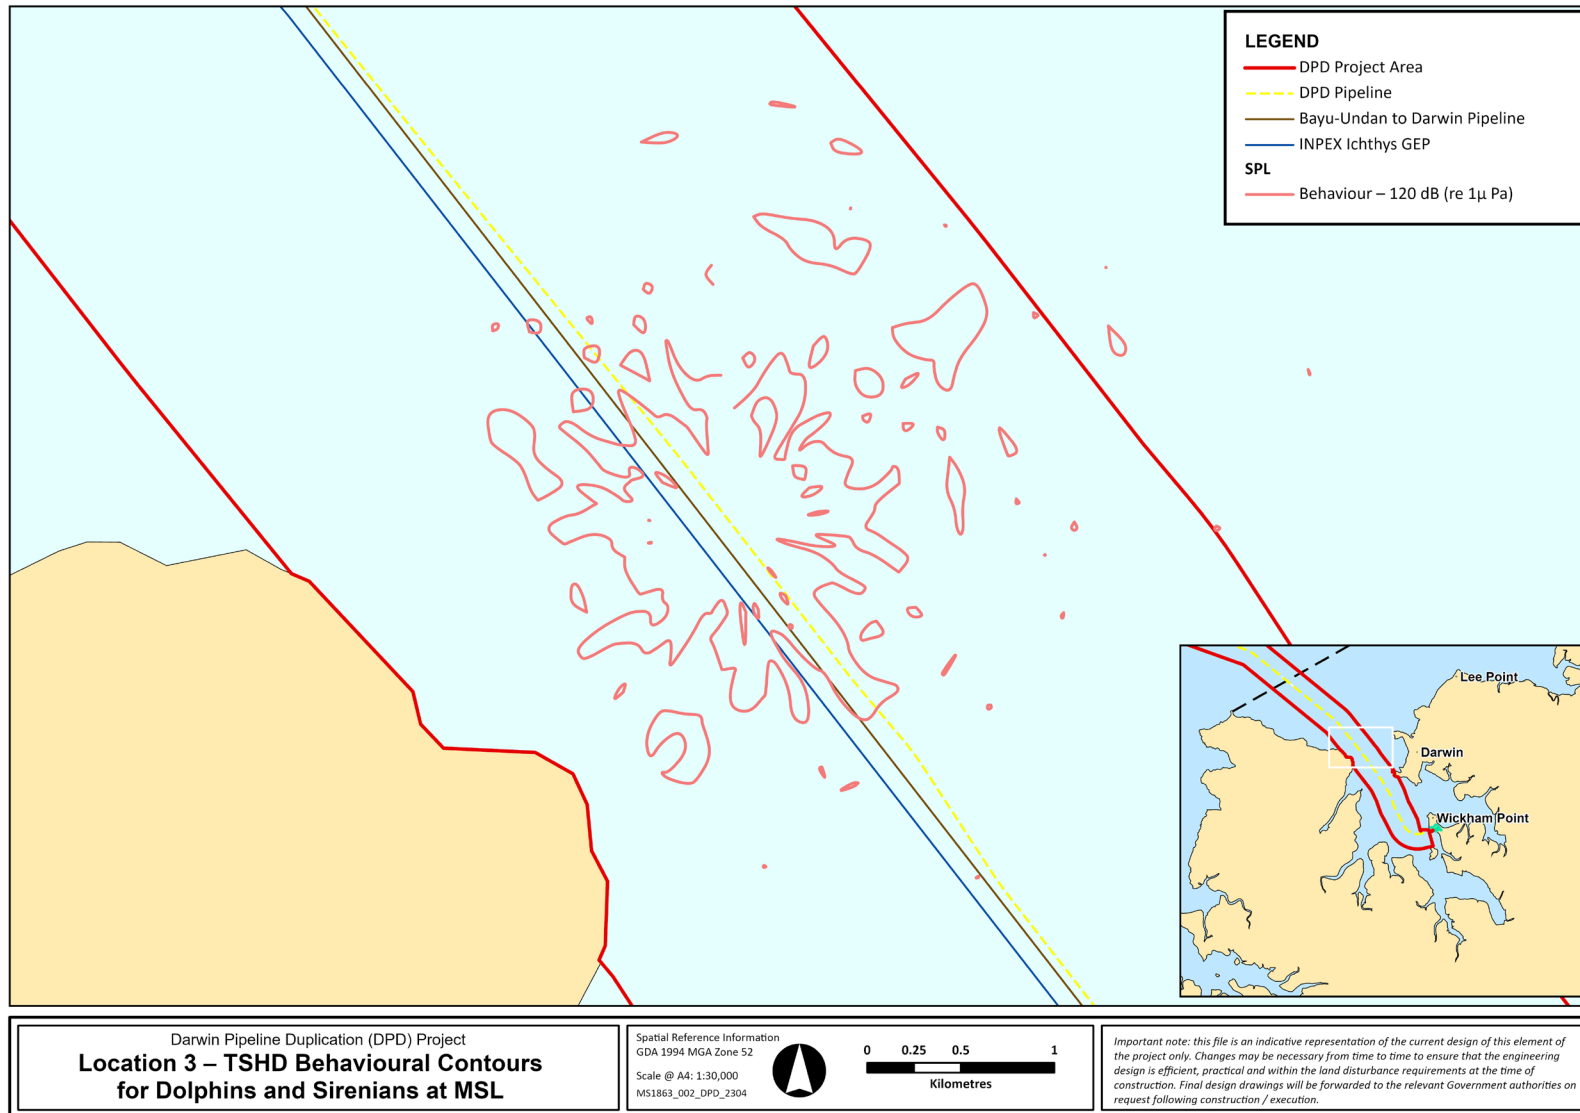 LEGEND
DPD Project Area
DPD Pipeline
Bayu-Undan to Darwin Pipeline
INPEX Ichthys GEP
SPL
Behaviour – 120 dB (re 1µ Pa)
Lee Point
Darwin
Wickham Point
Darwin Pipeline Duplication (DPD) Project
Location 3 – TSHD Behavioural Contours
for Dolphins and Sirenians at MSL
Spatial Reference Information
GDA 1994 MGA Zone 52
Scale @ A4: 1:30,000
MS1863_002_DPD_2304
0 0.25 0.5 1
Kilometres
Important note: this file is an indicative representation of the current design of this element of
the project only. Changes may be necessary from time to time to ensure that the engineering
design is efficient, practical and within the land disturbance requirements at the time of
construction. Final design drawings will be forwarded to the relevant Government authorities on
request following construction / execution.